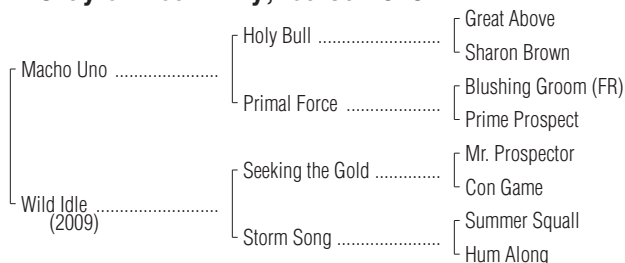 Great Above
Holy Bull
Sharon Brown
Macho Uno
Blushing Groom (FR)
Primal Force
Prime Prospect
Mr. Prospector
Seeking the Gold
Con Game
Wild Idle
(2009)
Summer Squall
Storm Song
Hum Along